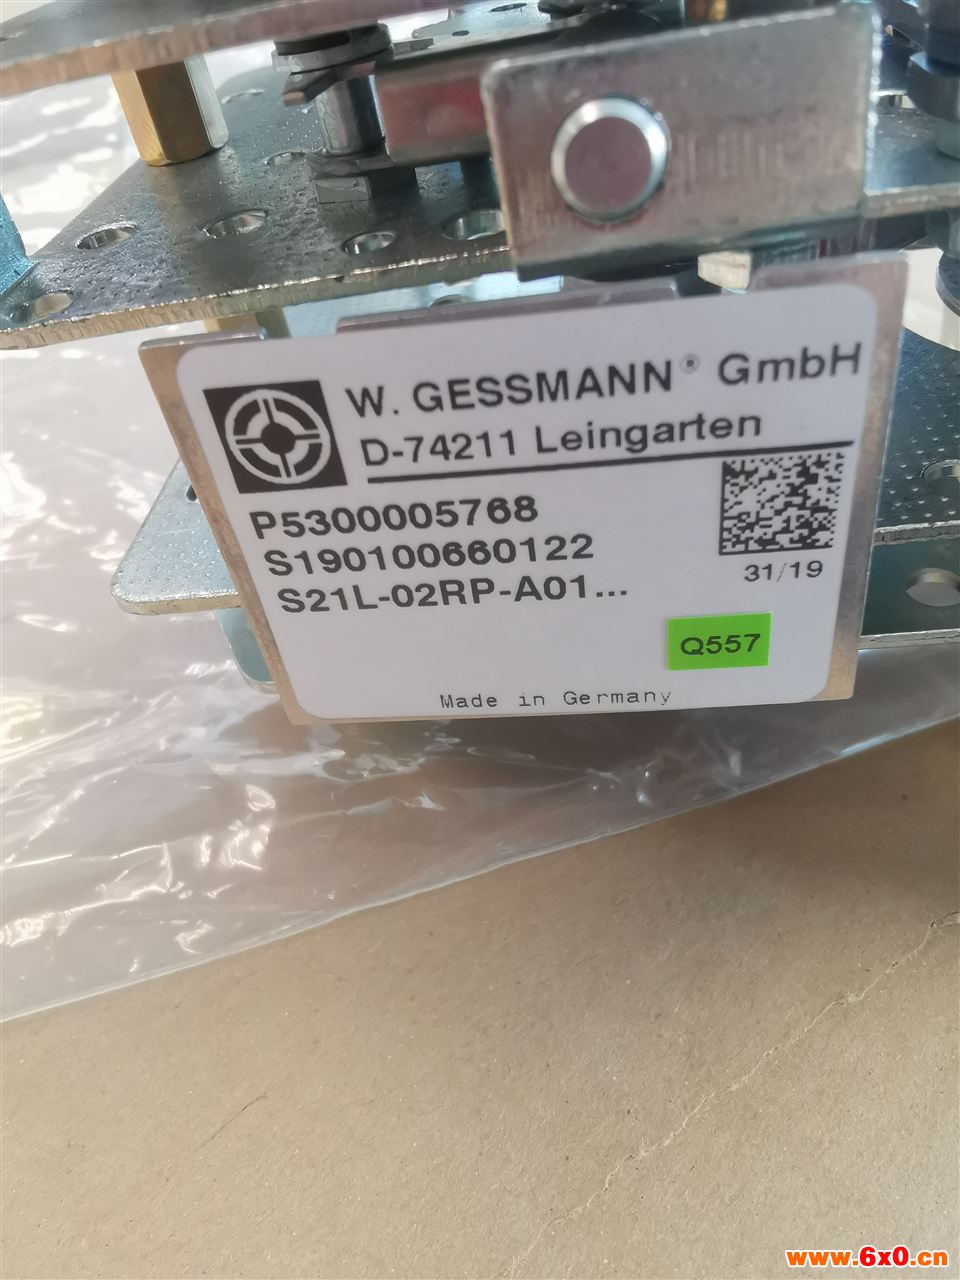 W. GESSMANN® GmbH
D-74211 Leingarten
P5300005768
S190100660122
S21L-02RP-A01...
31/19
Q557
Made in Germany
www.6x0.cn